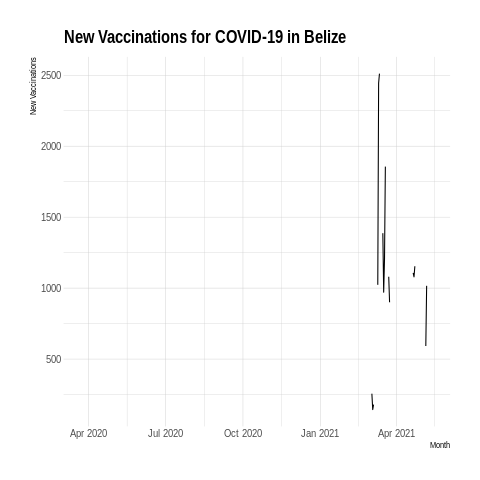 New Vaccinations for COVID-19 in Belize
New Vaccinations
2500
2000
1500
1000
500
Apr 2020 Jul 2020 Oct 2020 Jan 2021 Apr 2021
Month